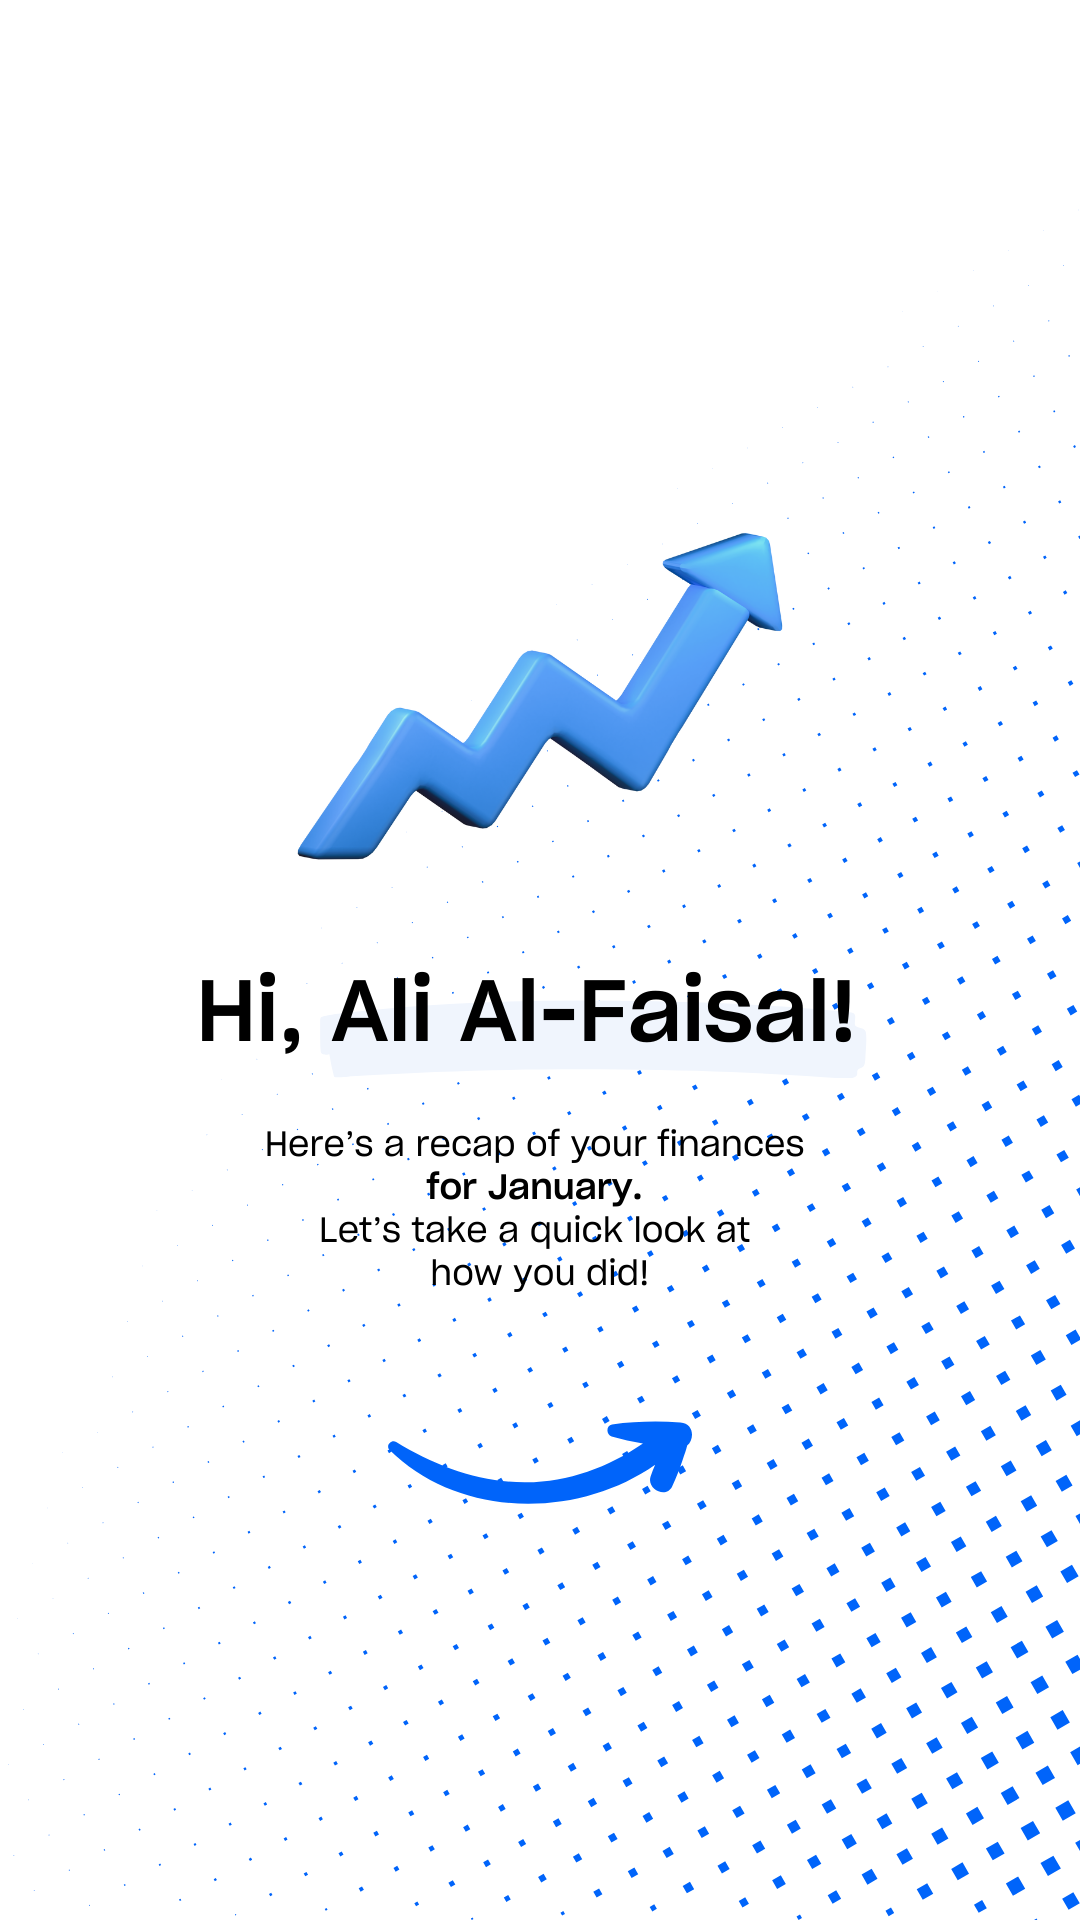 Hi, Ali Al-Faisal!
Here’s a recap of your finances
for January.
Let’s take a quick look at
how you did!